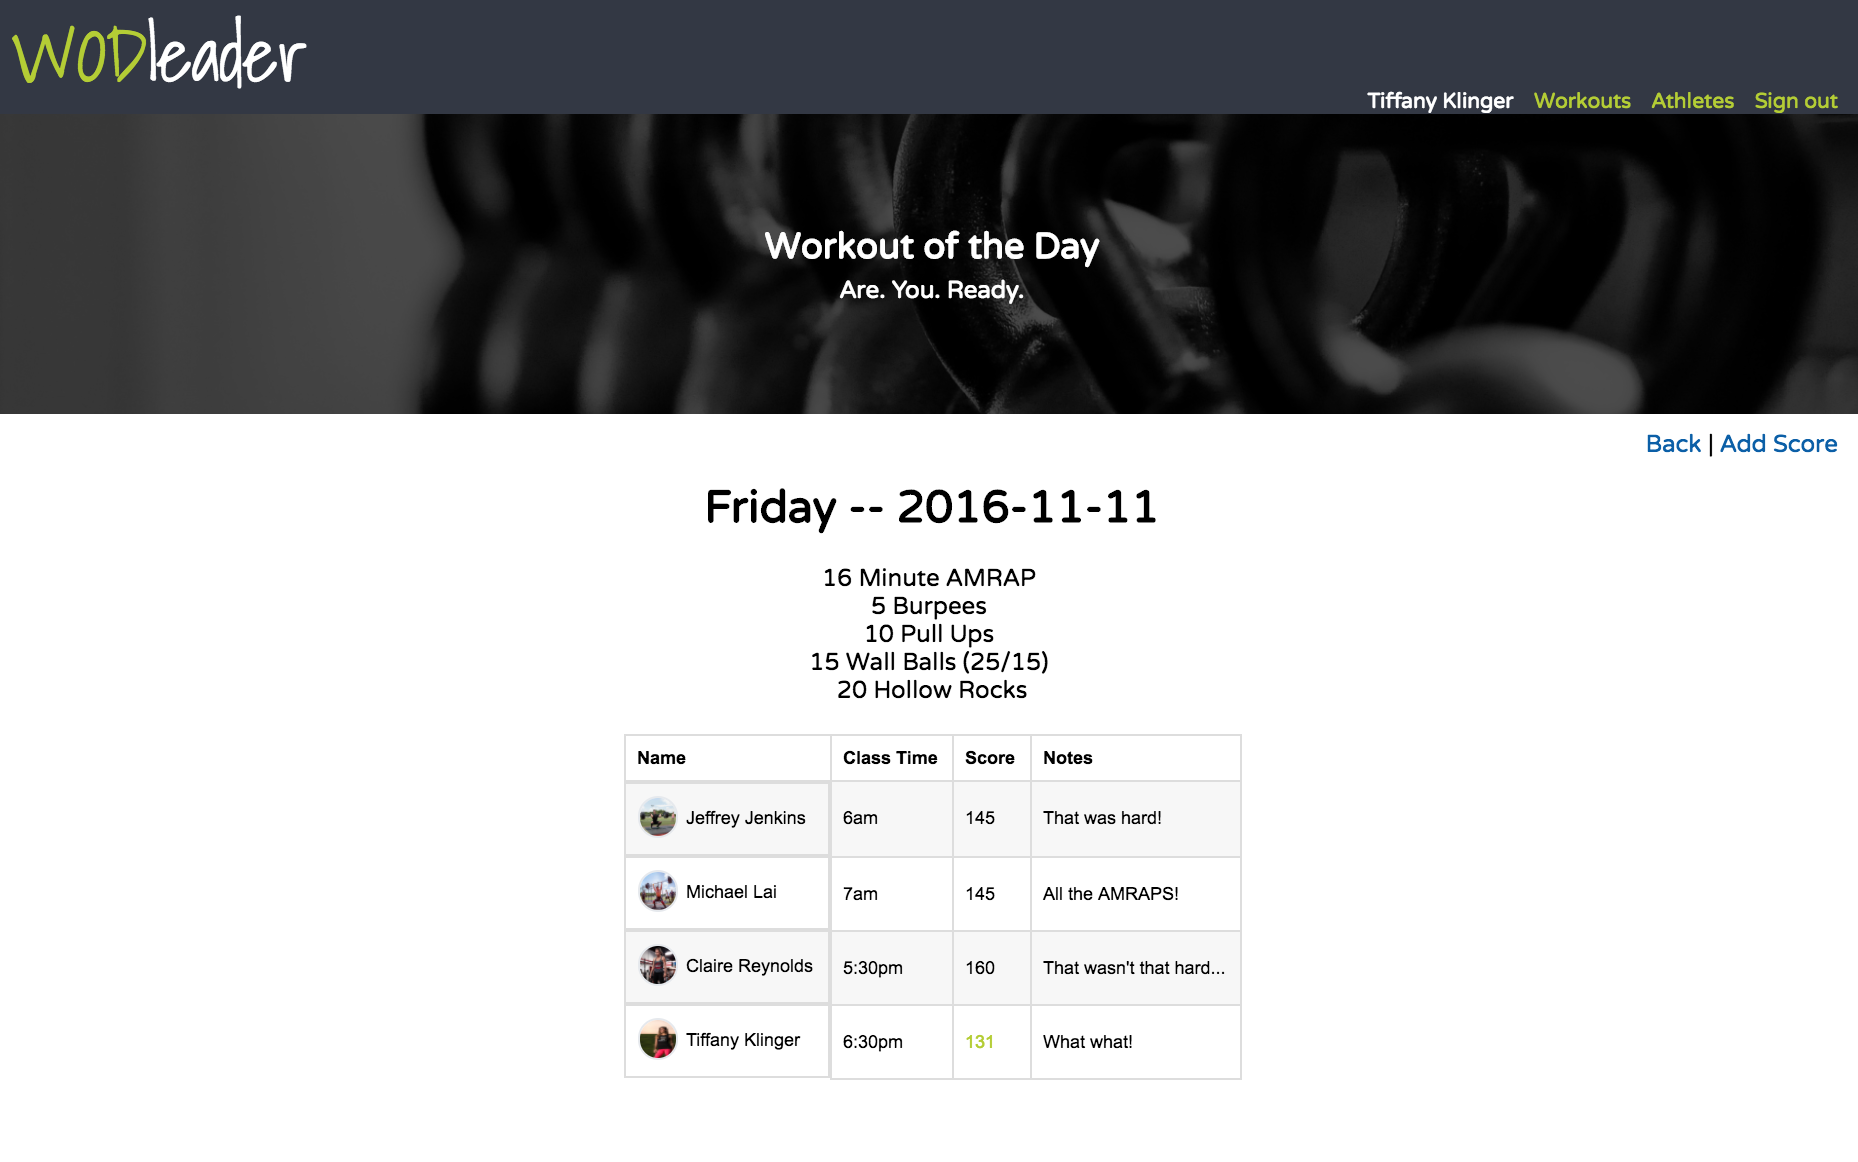 WODleader
Tiffany Klinger Workouts Athletes Sign out
Workout of the Day
Are. You. Ready.
Back | Add Score
Friday -- 2016-11-11
16 Minute AMRAP
5 Burpees
10 Pull Ups
15 Wall Balls (25/15)
20 Hollow Rocks
Name Class Time Score Notes
Jeffrey Jenkins 6am 145 That was hard!
Michael Lai 7am 145 All the AMRAPS!
Claire Reynolds 5:30pm 160 That wasn't that hard...
Tiffany Klinger 6:30pm 131 What what!